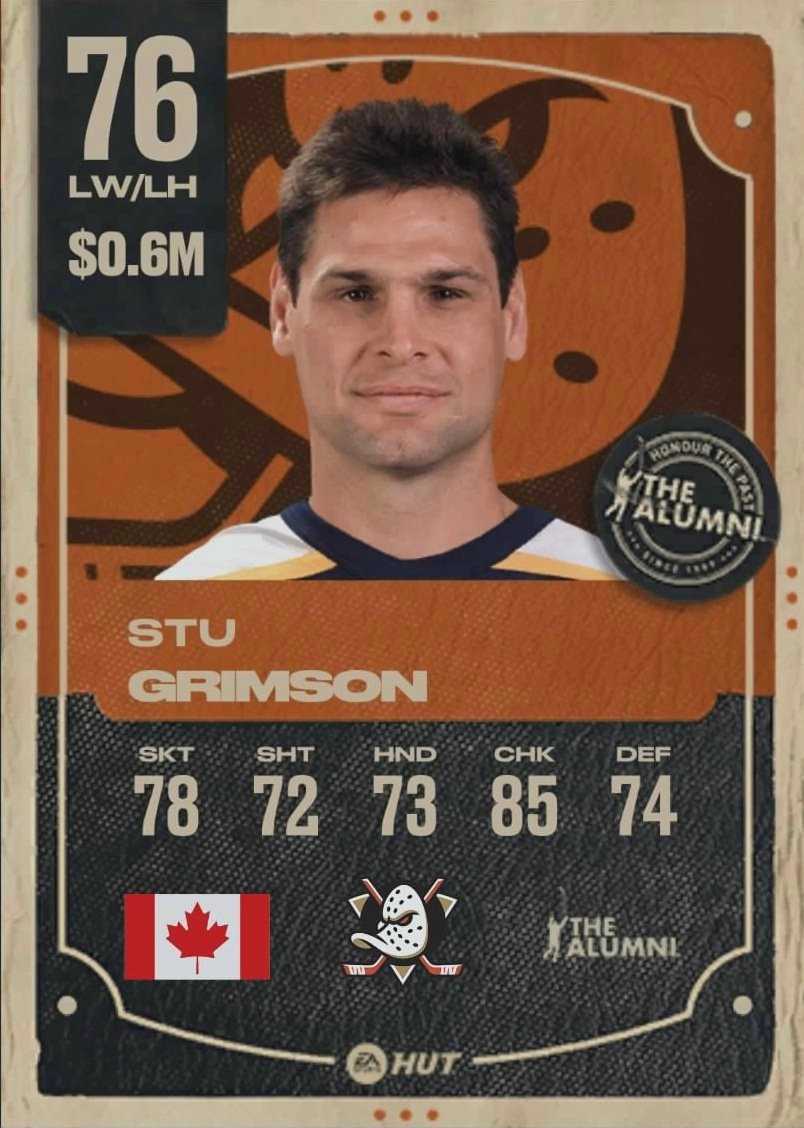 76
LW/LH
$0.6M
HONOUR THE PAST
THE
ALUMNI
STU
GRIMSON
SKT SHT HND CHK DEF
78 72 73 85 74
THE
ALUMNI
EA
HUT